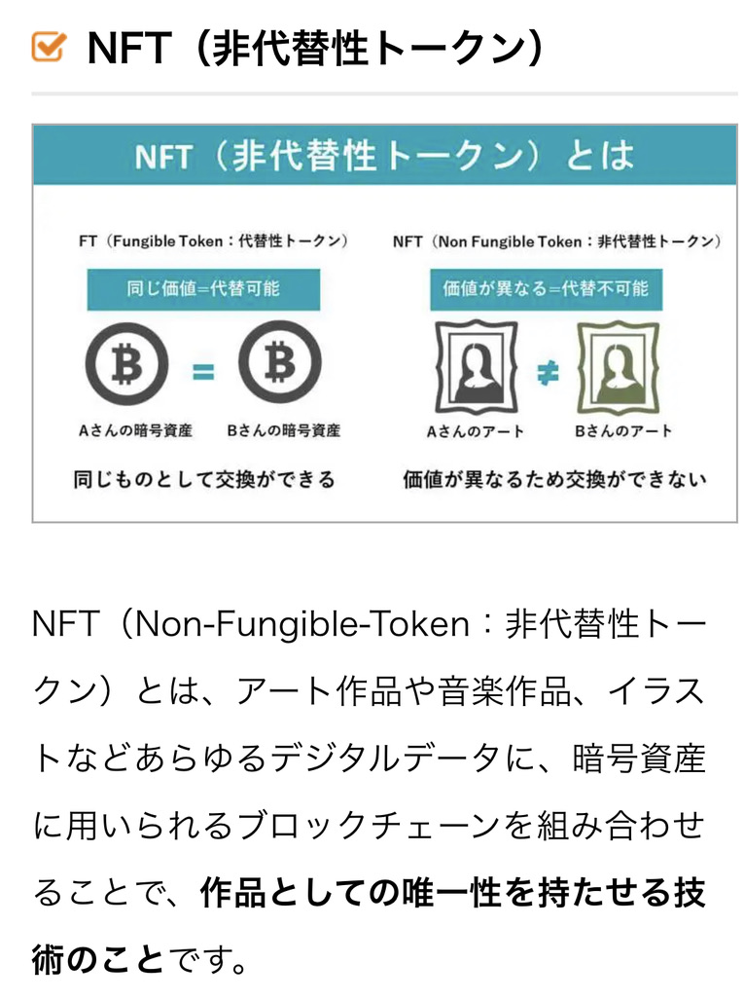 NFT（非代替性トークン）
NFT（非代替性トークン）とは
FT（Fungible Token：代替性トークン）
同じ価値=代替可能
Aさんの暗号資産
=
Bさんの暗号資産
同じものとして交換ができる
NFT（Non Fungible Token：非代替性トークン）
価値が異なる=代替不可能
Aさんのアート
≠
Bさんのアート
価値が異なるため交換ができない
NFT（Non-Fungible-Token：非代替性トー
クン）とは、アート作品や音楽作品、イラス
トなどあらゆるデジタルデータに、暗号資産
に用いられるブロックチェーンを組み合わせ
ることで、作品としての唯一性を持たせる技
術のことです。